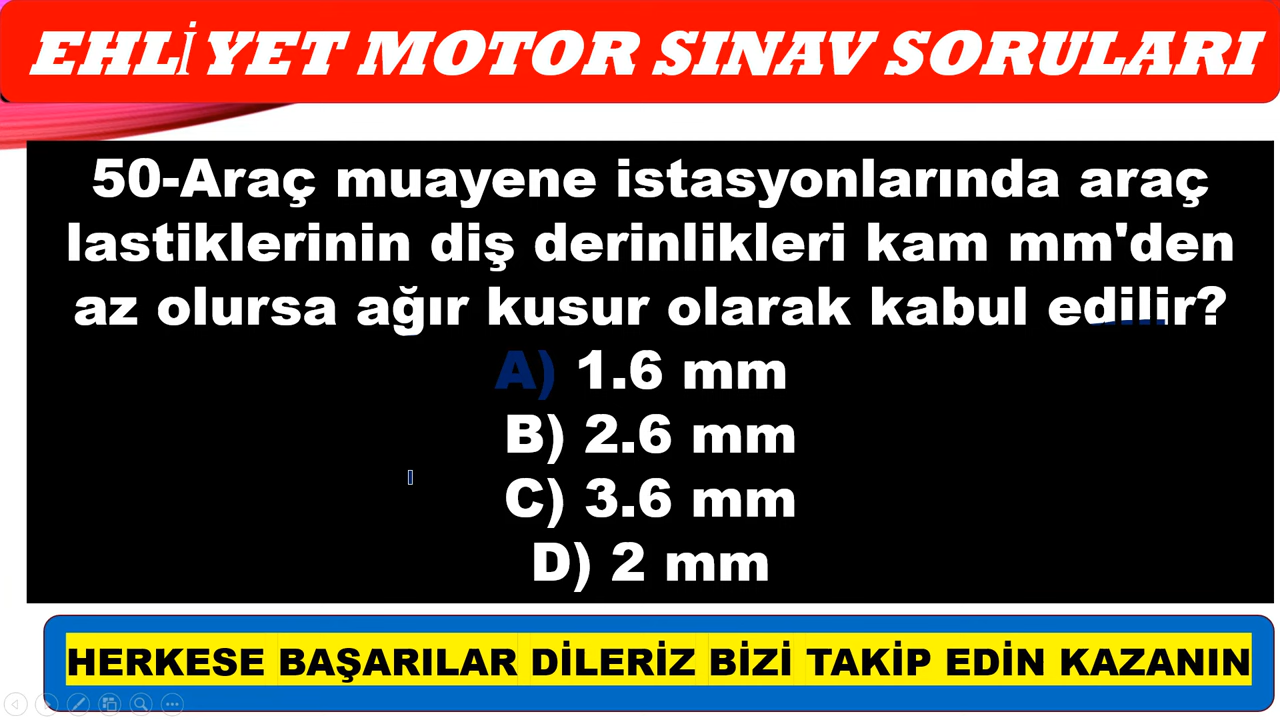 EHLİYET MOTOR SINAV SORULARI
50-Araç muayene istasyonlarında araç
lastiklerinin diş derinlikleri kam mm'den
az olursa ağır kusur olarak kabul edilir?
A) 1.6 mm
B) 2.6 mm
C) 3.6 mm
D) 2 mm
HERKESE BAŞARILAR DİLERİZ BİZİ TAKİP EDİN KAZANIN